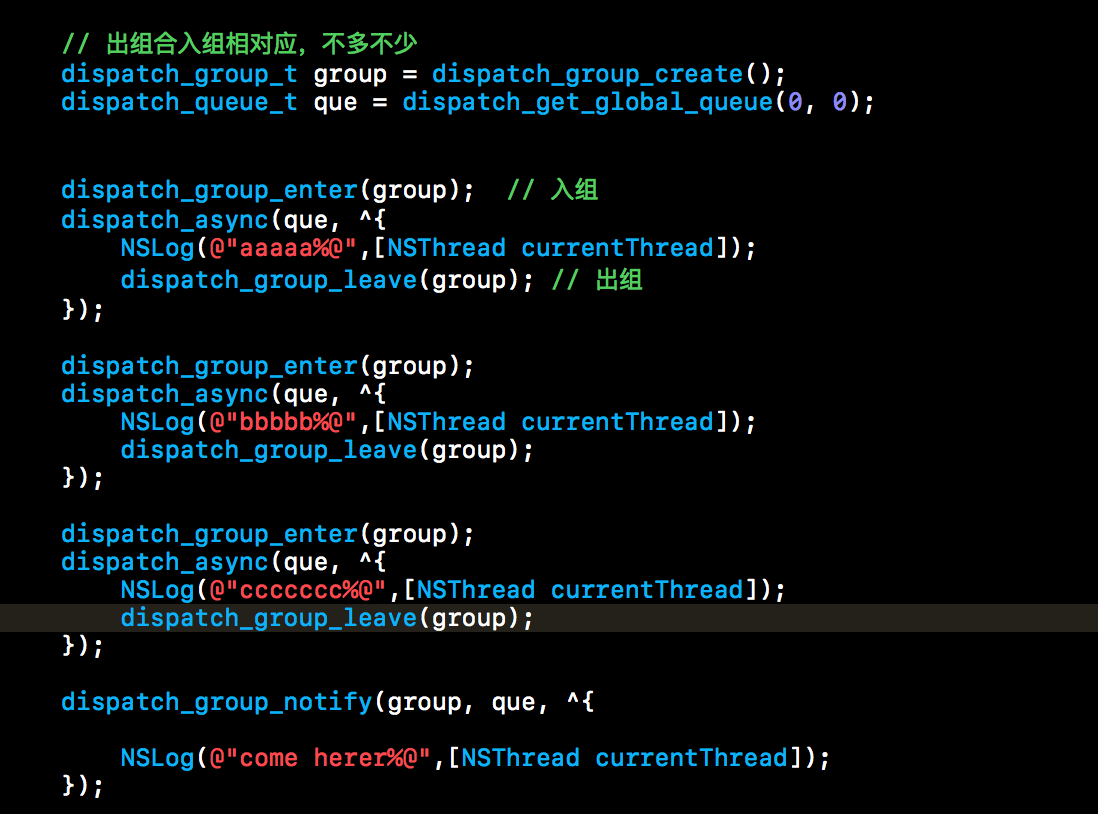 // 出组合入组相对应，不多不少
dispatch_group_t group = dispatch_group_create();
dispatch_queue_t que = dispatch_get_global_queue(0, 0);
dispatch_group_enter(group);  // 入组
dispatch_async(que, ^{
    NSLog(@"aaaaa%@",[NSThread currentThread]);
    dispatch_group_leave(group); // 出组
});
dispatch_group_enter(group);
dispatch_async(que, ^{
    NSLog(@"bbbbb%@",[NSThread currentThread]);
    dispatch_group_leave(group);
});
dispatch_group_enter(group);
dispatch_async(que, ^{
    NSLog(@"ccccccc%@",[NSThread currentThread]);
    dispatch_group_leave(group);
});
dispatch_group_notify(group, que, ^{
    NSLog(@"come herer%@",[NSThread currentThread]);
});